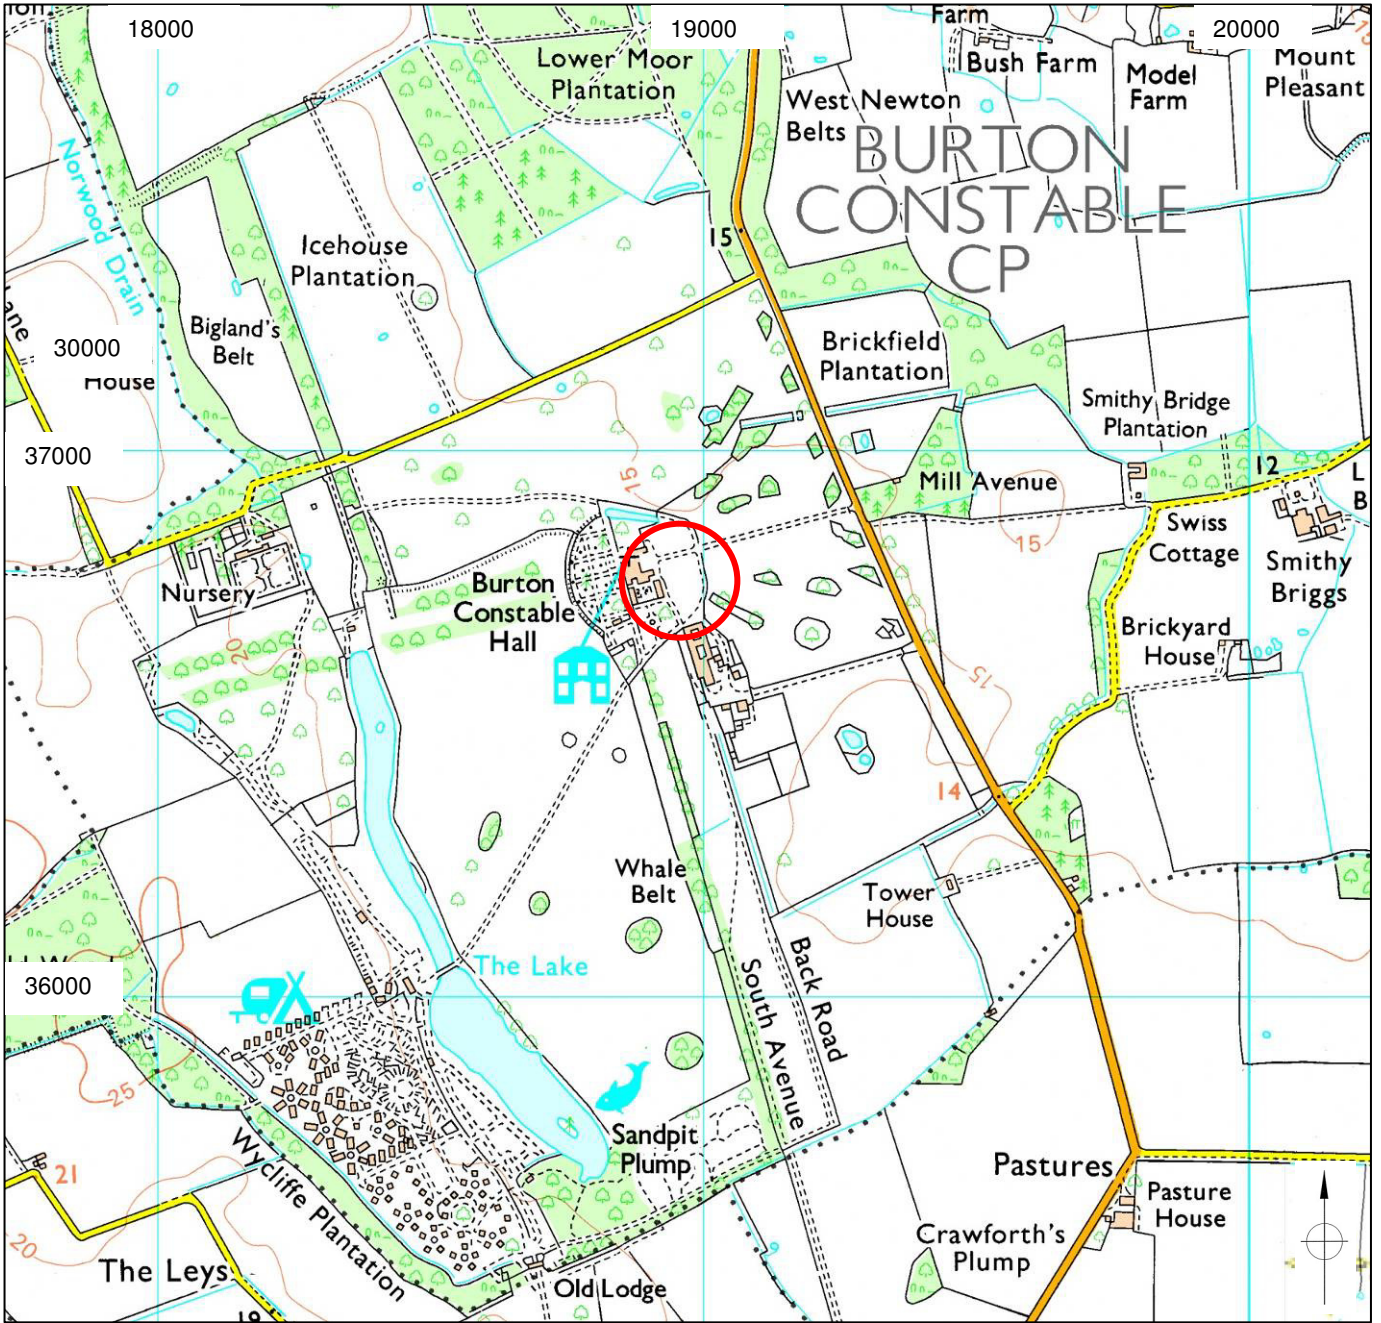 18000
19000
20000
Farm
Bush Farm
Model
Farm
Mount
Pleasant
Lower Moor
Plantation
West Newton
Belts
BURTON
CONSTABLE
CP
Norwood Drain
Icehouse
Plantation
15
Bigland's
Belt
30000
House
Brickfield
Plantation
Smithy Bridge
Plantation
37000
15
Mill Avenue
12
L
B
15
Swiss
Cottage
Smithy
Briggs
Nursery
Burton
Constable
Hall
20
Brickyard
House
15
14
Whale
Belt
Tower
House
The Lake
36000
Back Road
South Avenue
25
Sandpit
Plump
Wycliffe Plantation
21
20
Pastures
Pasture
House
Crawforth's
Plump
The Leys
Old Lodge
19